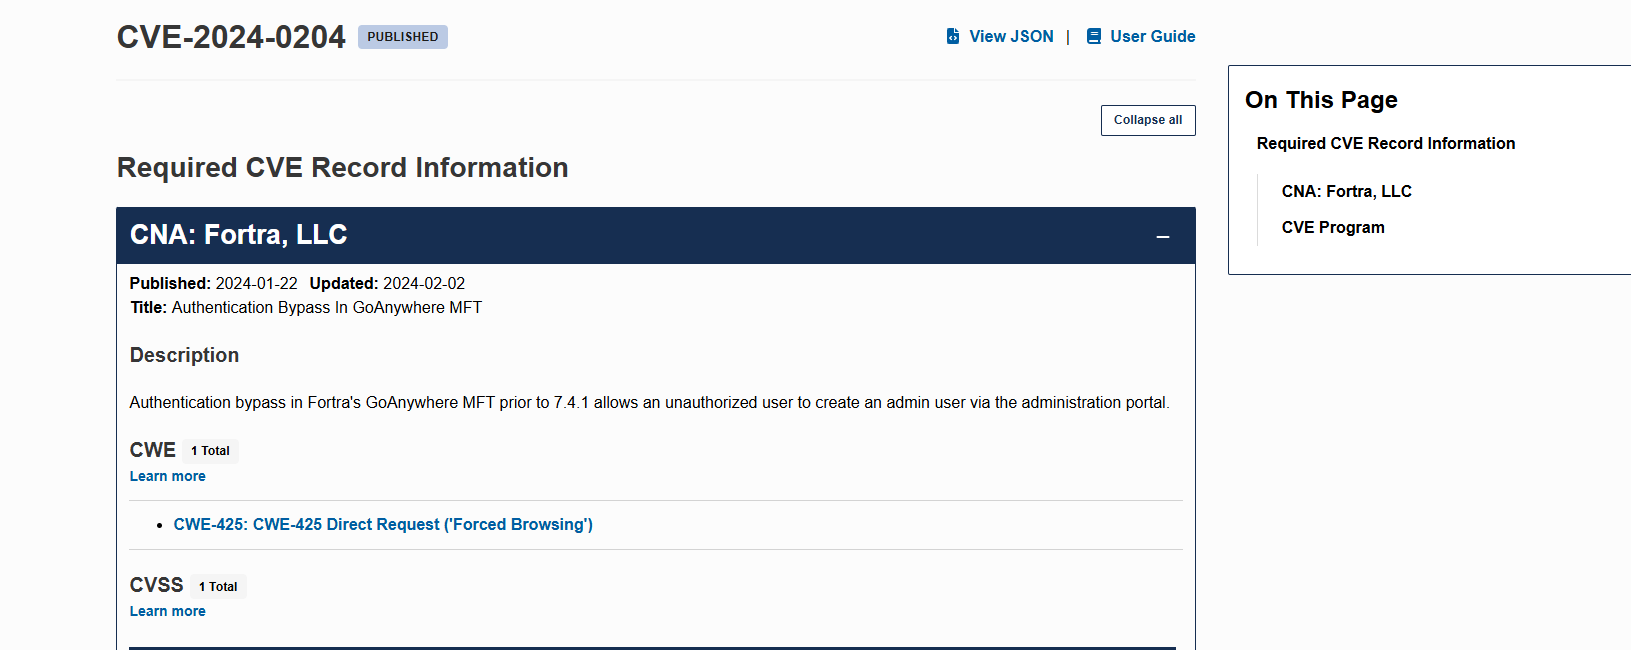 CVE-2024-0204 PUBLISHED
View JSON | User Guide
Collapse all
Required CVE Record Information
CNA: Fortra, LLC
Published: 2024-01-22 Updated: 2024-02-02
Title: Authentication Bypass In GoAnywhere MFT
Description
Authentication bypass in Fortra's GoAnywhere MFT prior to 7.4.1 allows an unauthorized user to create an admin user via the administration portal.
CWE 1 Total
Learn more
CWE-425: CWE-425 Direct Request ('Forced Browsing')
CVSS 1 Total
Learn more
On This Page
Required CVE Record Information
CNA: Fortra, LLC
CVE Program